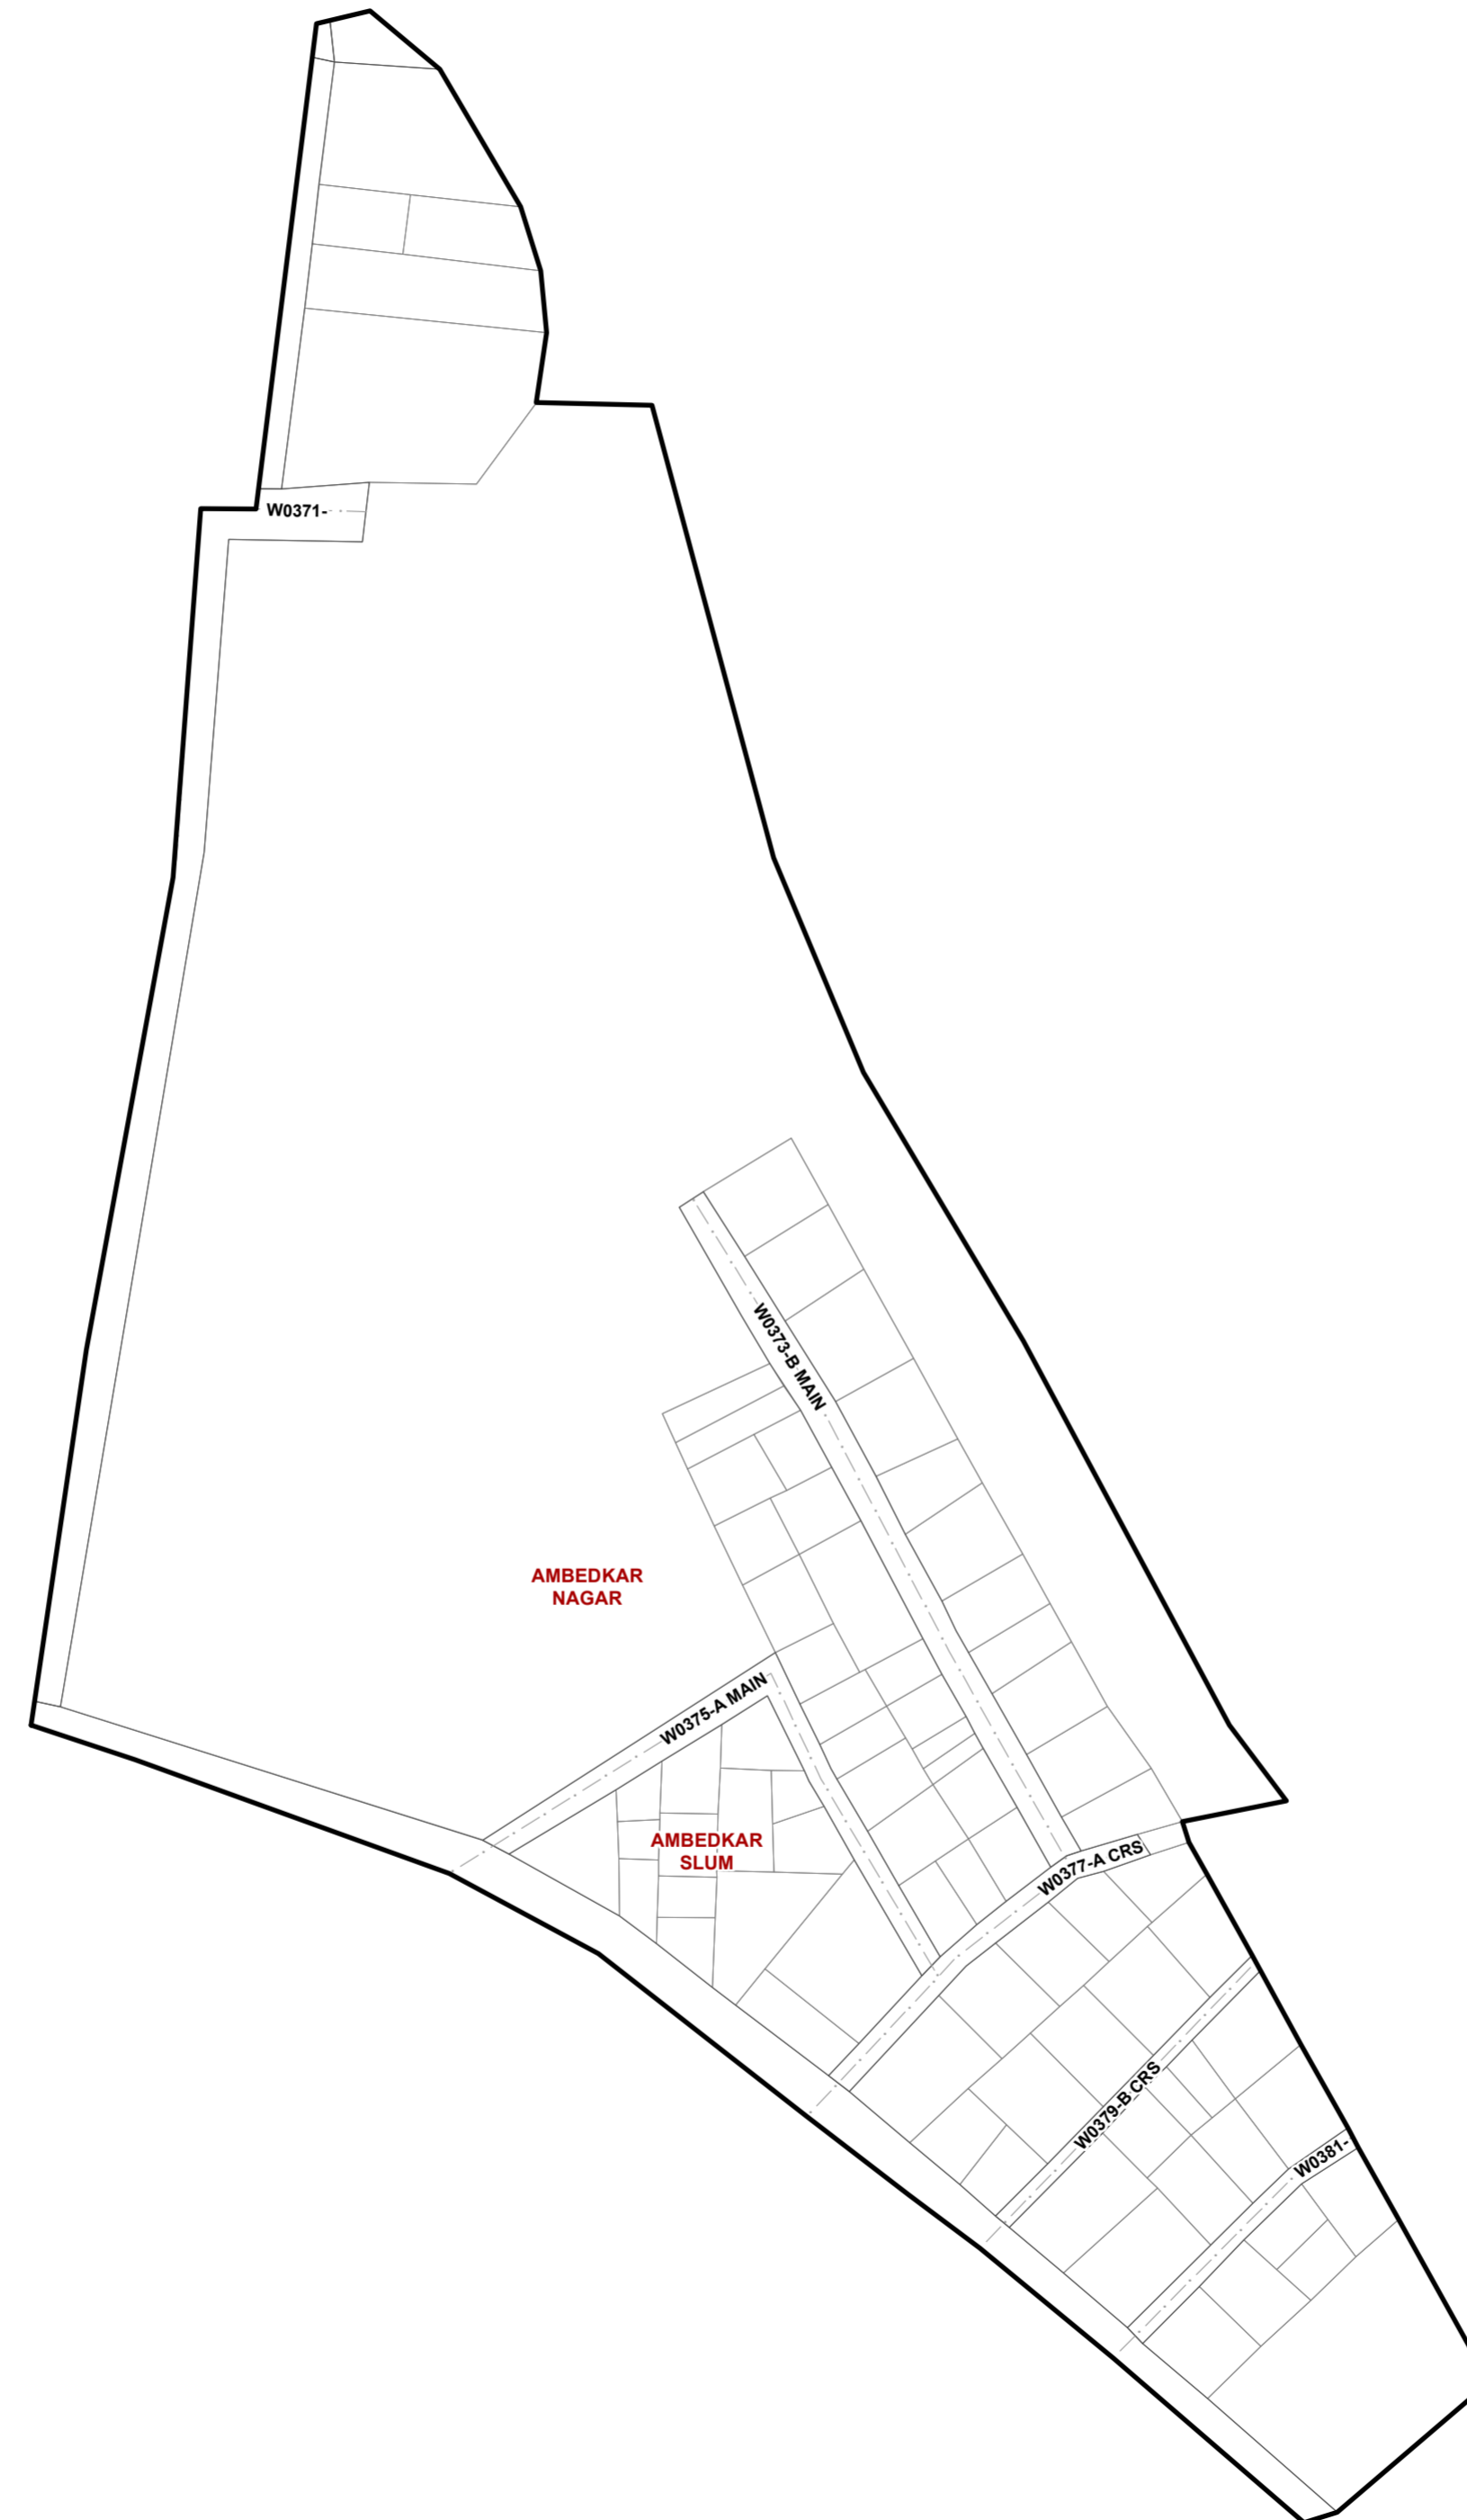 W0371-
W0373-B MAIN
AMBEDKAR
NAGAR
W0375-A MAIN
AMBEDKAR
SLUM
W0377-A CRS
W0379-B CRS
W0381-